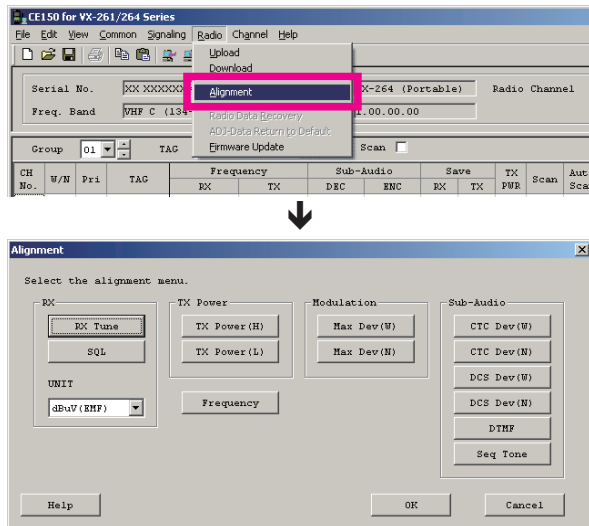 CE150 for VX-261/264 Series
File Edit View Common Signaling Radio Channel Help
Upload
Download
Alignment
Radio Data Recovery
ADJ-Data Return to Default
Firmware Update
Serial No. XX XXXXX X-264 (Portable) Radio Channel
Freq. Band VHF C (134- 1.00.00.00
Group 01 TAG Scan
CH No. W/N Pri TAG Frequency RX TX Sub-Audio DEC ENC Save RX TX TX PWR Scan Aut Sca
Alignment
Select the alignment menu.
RX
RX Tune
SQL
UNIT
dBuV(EMF)
TX Power
TX Power(H)
TX Power(L)
Frequency
Modulation
Max Dev(W)
Max Dev(N)
Sub-Audio
CTC Dev(W)
CTC Dev(N)
DCS Dev(W)
DCS Dev(N)
DTMF
Seq Tone
Help OK Cancel